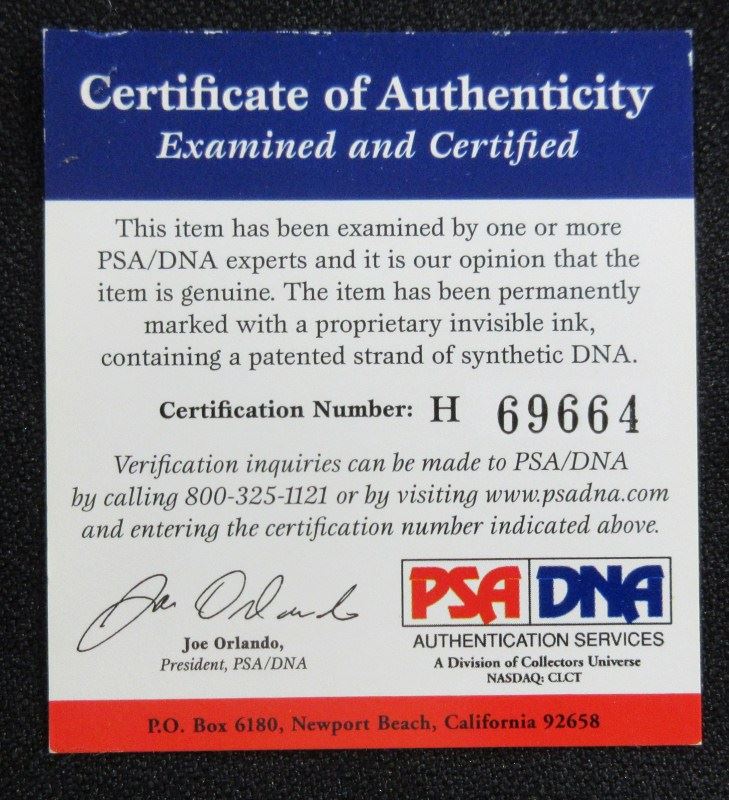 Certificate of Authenticity
Examined and Certified
This item has been examined by one or more
PSA/DNA experts and it is our opinion that the
item is genuine. The item has been permanently
marked with a proprietary invisible ink,
containing a patented strand of synthetic DNA.
Certification Number: H 69664
Verification inquiries can be made to PSA/DNA
by calling 800-325-1121 or by visiting www.psadna.com
and entering the certification number indicated above.
Joe Orlando
Joe Orlando,
President, PSA/DNA
PSA DNA
AUTHENTICATION SERVICES
A Division of Collectors Universe
NASDAQ: CLCT
P.O. Box 6180, Newport Beach, California 92658